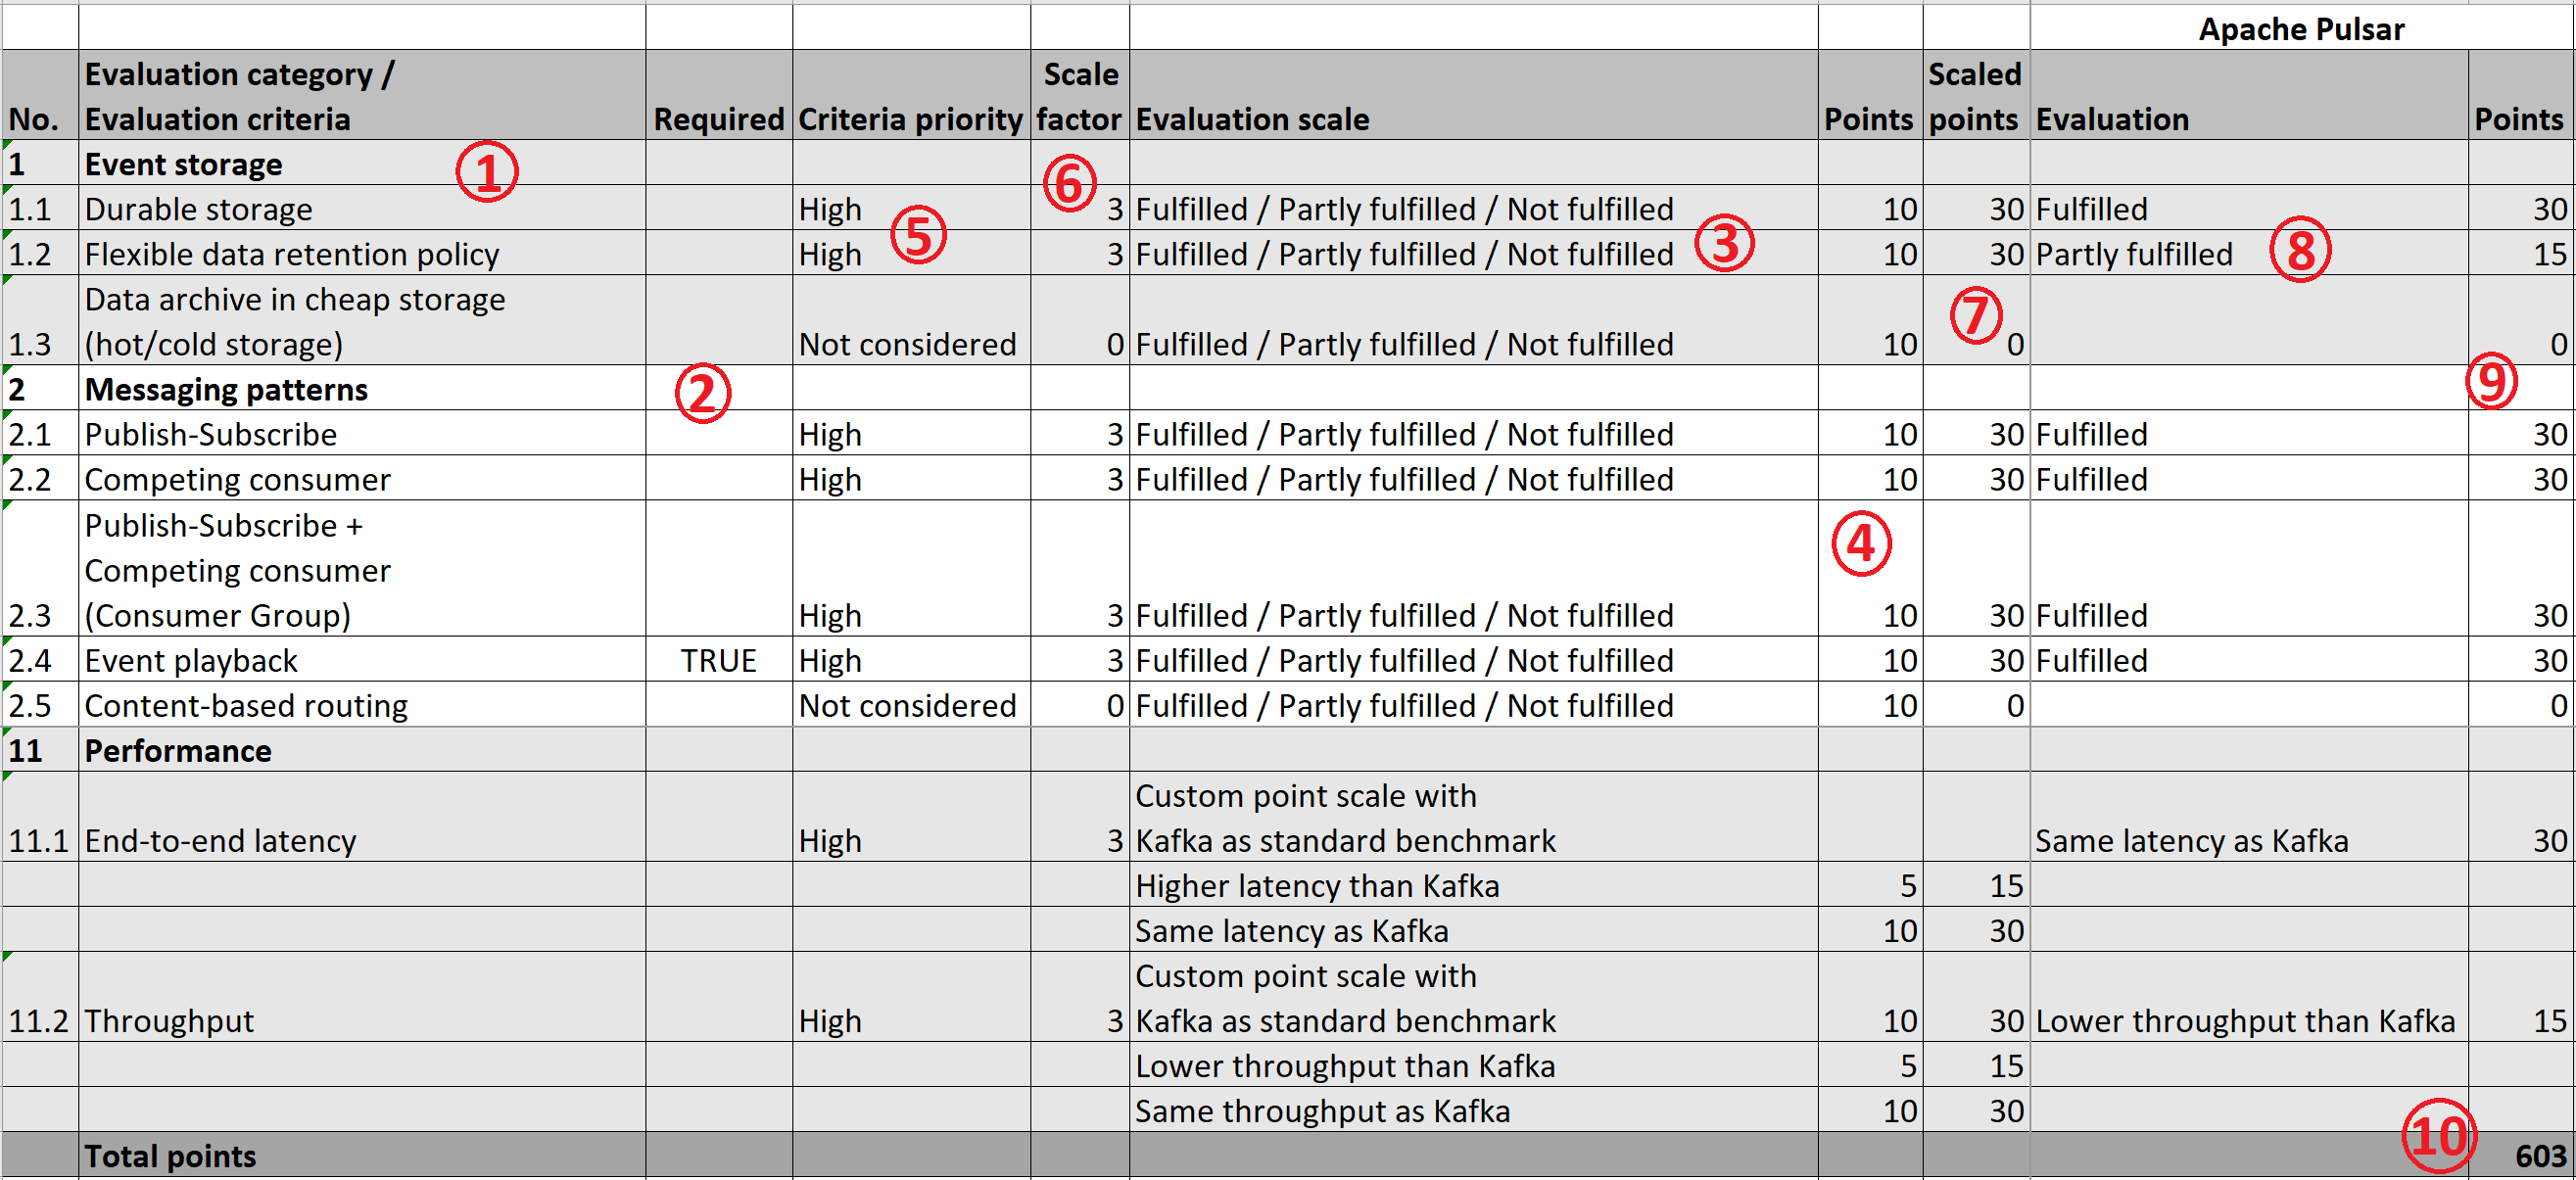 Apache Pulsar
No. Evaluation category / Evaluation criteria Required Criteria priority Scale factor Evaluation scale Points Scaled points Evaluation Points
1 Event storage ① ⑥
1.1 Durable storage High 3 Fulfilled / Partly fulfilled / Not fulfilled 10 30 Fulfilled 30
⑤ ③ ⑧
1.2 Flexible data retention policy High 3 Fulfilled / Partly fulfilled / Not fulfilled 10 30 Partly fulfilled 15
⑦
1.3 Data archive in cheap storage (hot/cold storage) Not considered 0 Fulfilled / Partly fulfilled / Not fulfilled 10 0 0
2 Messaging patterns ② ⑨
2.1 Publish-Subscribe High 3 Fulfilled / Partly fulfilled / Not fulfilled 10 30 Fulfilled 30
2.2 Competing consumer High 3 Fulfilled / Partly fulfilled / Not fulfilled 10 30 Fulfilled 30
④
2.3 Publish-Subscribe + Competing consumer (Consumer Group) High 3 Fulfilled / Partly fulfilled / Not fulfilled 10 30 Fulfilled 30
2.4 Event playback TRUE High 3 Fulfilled / Partly fulfilled / Not fulfilled 10 30 Fulfilled 30
2.5 Content-based routing Not considered 0 Fulfilled / Partly fulfilled / Not fulfilled 10 0 0
11 Performance
11.1 End-to-end latency High 3 Custom point scale with Kafka as standard benchmark Same latency as Kafka 30
Higher latency than Kafka 5 15
Same latency as Kafka 10 30
11.2 Throughput High 3 Custom point scale with Kafka as standard benchmark 10 30 Lower throughput than Kafka 15
Lower throughput than Kafka 5 15
Same throughput as Kafka 10 30
⑩
Total points 603